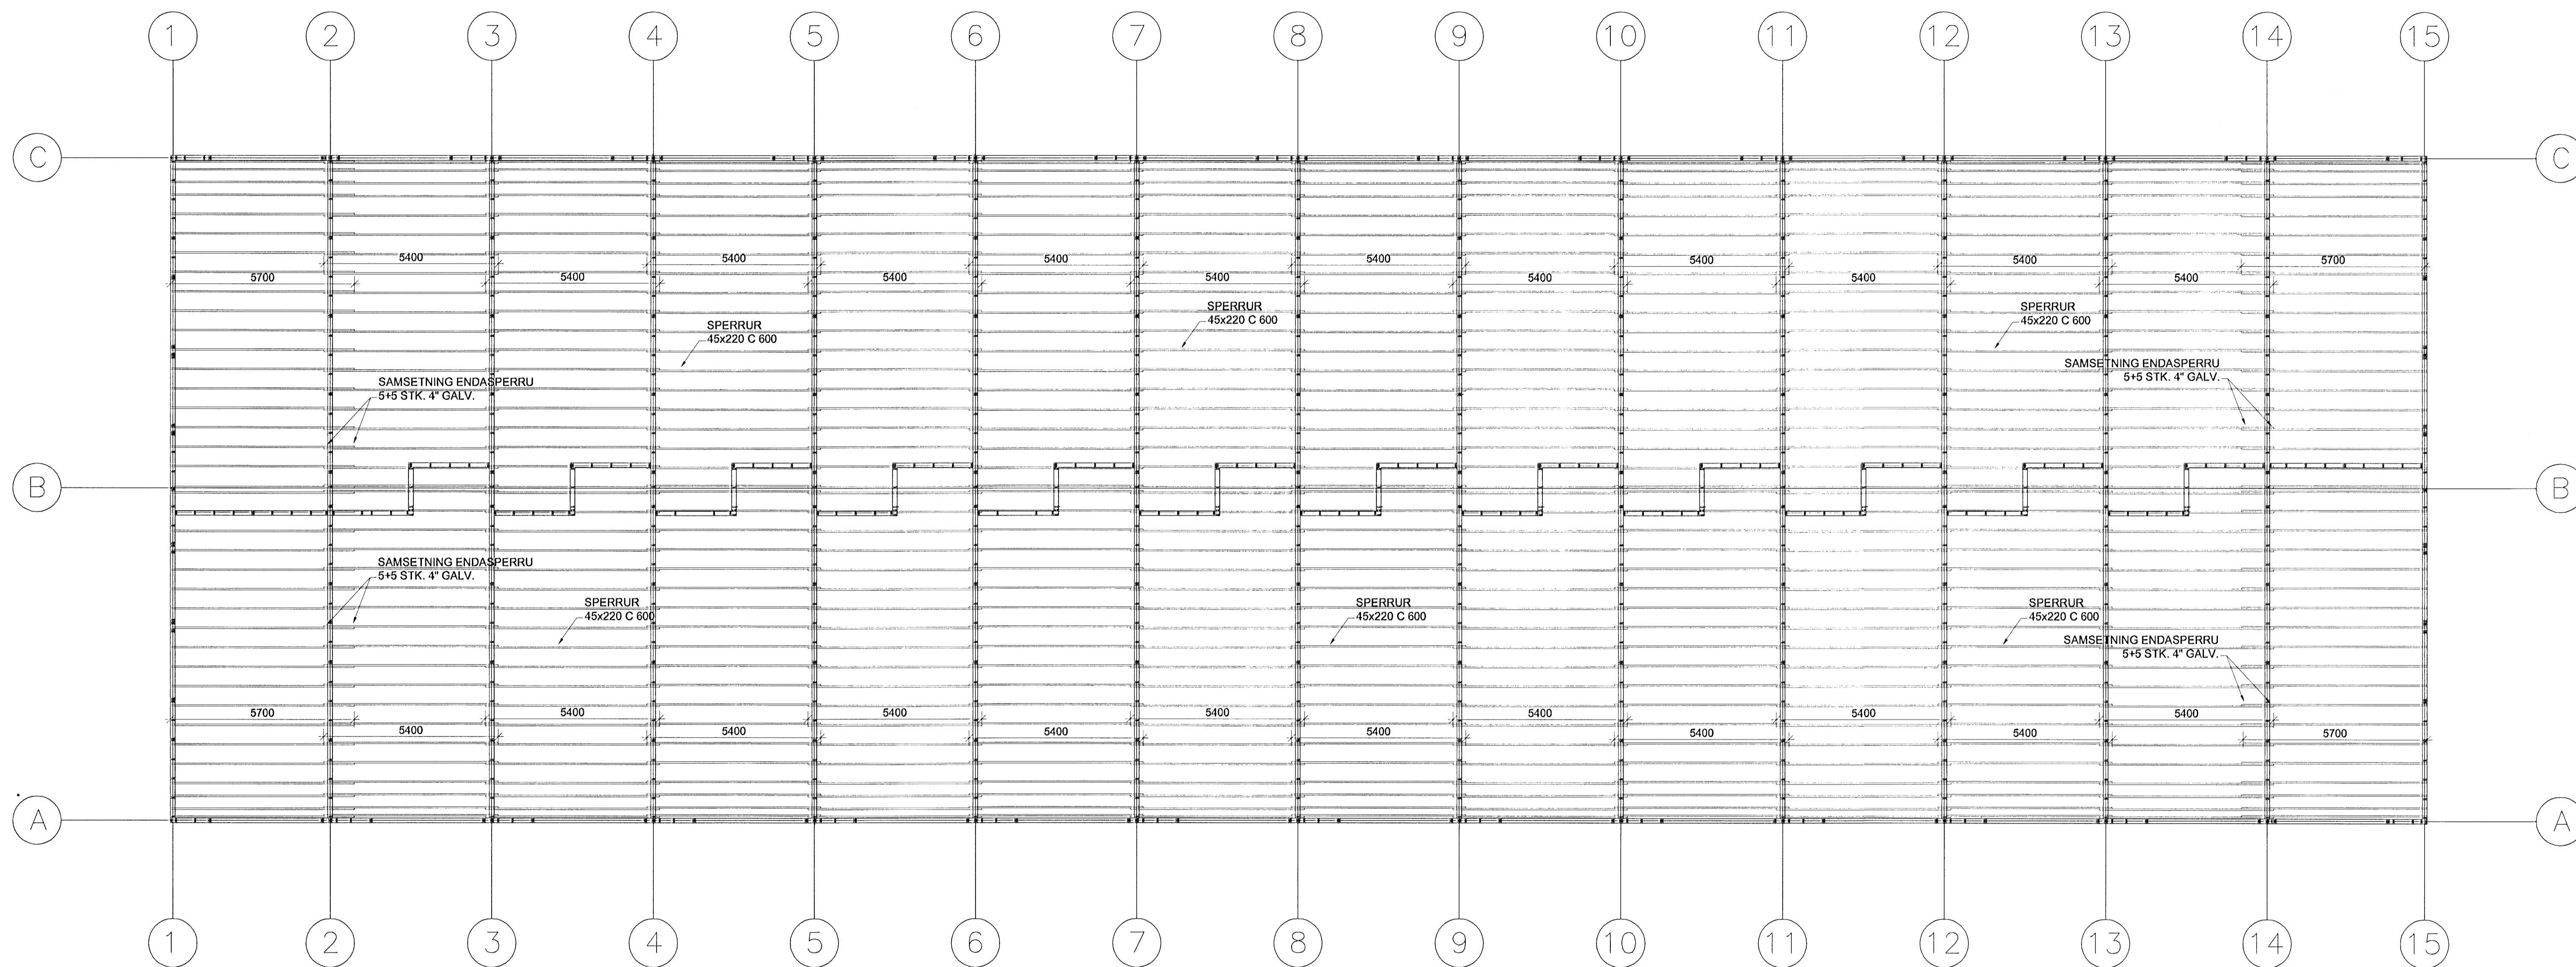 1 2 3 4 5 6 7 8 9 10 11 12 13 14 15
C C
5400 5400 5400 5400 5400 5400 5700
5700 5400 5400 5400 5400 5400 5400
SPERRUR
45x220 C 600
SPERRUR
45x220 C 600
SPERRUR
45x220 C 600
SAMSETNING ENDASPERRU
5+5 STK. 4" GALV.
SAMSETNING ENDASPERRU
5+5 STK. 4" GALV.
B B
SAMSETNING ENDASPERRU
5+5 STK. 4" GALV.
SPERRUR
45x220 C 600
SPERRUR
45x220 C 600
SPERRUR
45x220 C 600
SAMSETNING ENDASPERRU
5+5 STK. 4" GALV.
5700 5400 5400 5400 5400 5400 5400
5400 5400 5400 5400 5400 5400 5700
A A
1 2 3 4 5 6 7 8 9 10 11 12 13 14 15